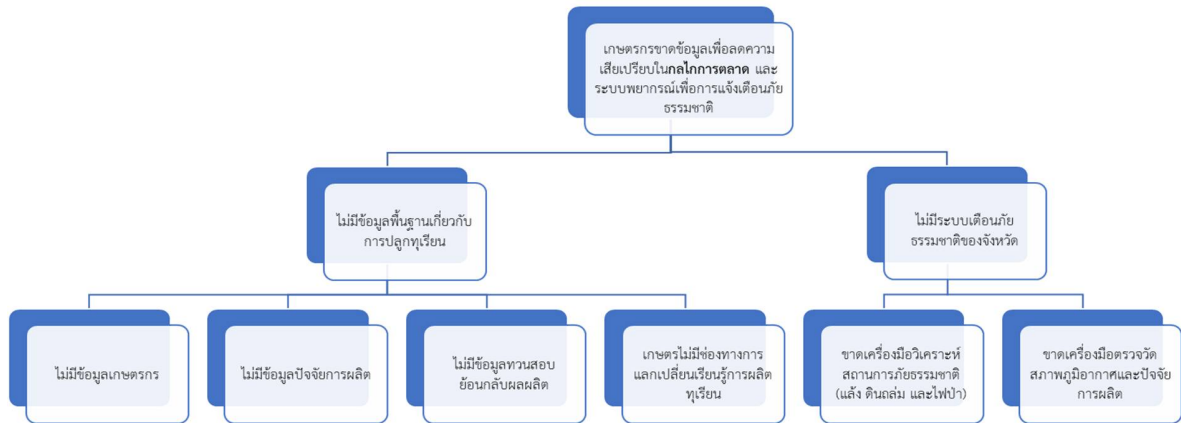 เกษตรกรขาดข้อมูลเพื่อลดความ
เสียเปรียบในกลไกการตลาด และ
ระบบพยากรณ์เพื่อการแจ้งเตือนภัย
ธรรมชาติ
ไม่มีข้อมูลพื้นฐานเกี่ยวกับ
การปลูกทุเรียน
ไม่มีระบบเตือนภัย
ธรรมชาติของจังหวัด
ไม่มีข้อมูลเกษตรกร
ไม่มีข้อมูลปัจจัยการผลิต
ไม่มีข้อมูลทวนสอบ
ย้อนกลับผลผลิต
เกษตรไม่มีช่องทางการ
แลกเปลี่ยนเรียนรู้การผลิต
ทุเรียน
ขาดเครื่องมือวิเคราะห์
สถานการภัยธรรมชาติ
(แล้ง ดินถล่ม และไฟป่า)
ขาดเครื่องมือตรวจวัด
สภาพภูมิอากาศและปัจจัย
การผลิต